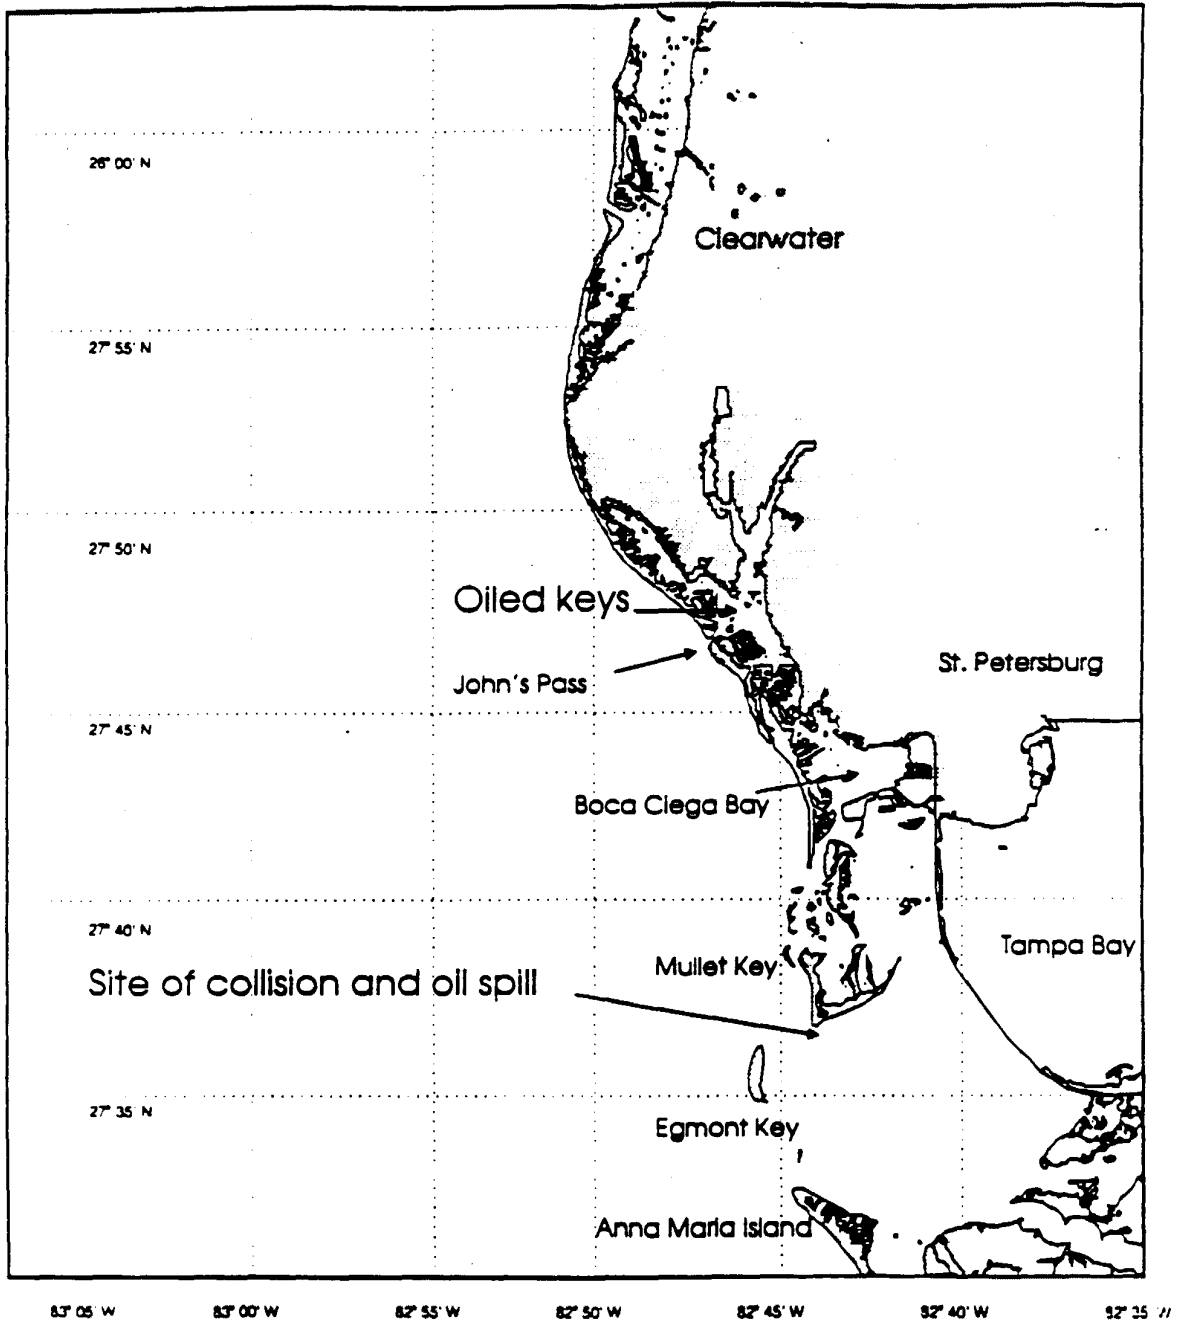 26° 00' N
Clearwater
27° 55' N
27° 50' N
Oiled keys
John's Pass
St. Petersburg
27° 45' N
Boca Ciega Bay
27° 40' N
Tampa Bay
Mullet Key
Site of collision and oil spill
27° 35' N
Egmont Key
Anna Maria Island
83° 05' W 83° 00' W 82° 55' W 82° 50' W 82° 45' W 82° 40' W 82° 35' W